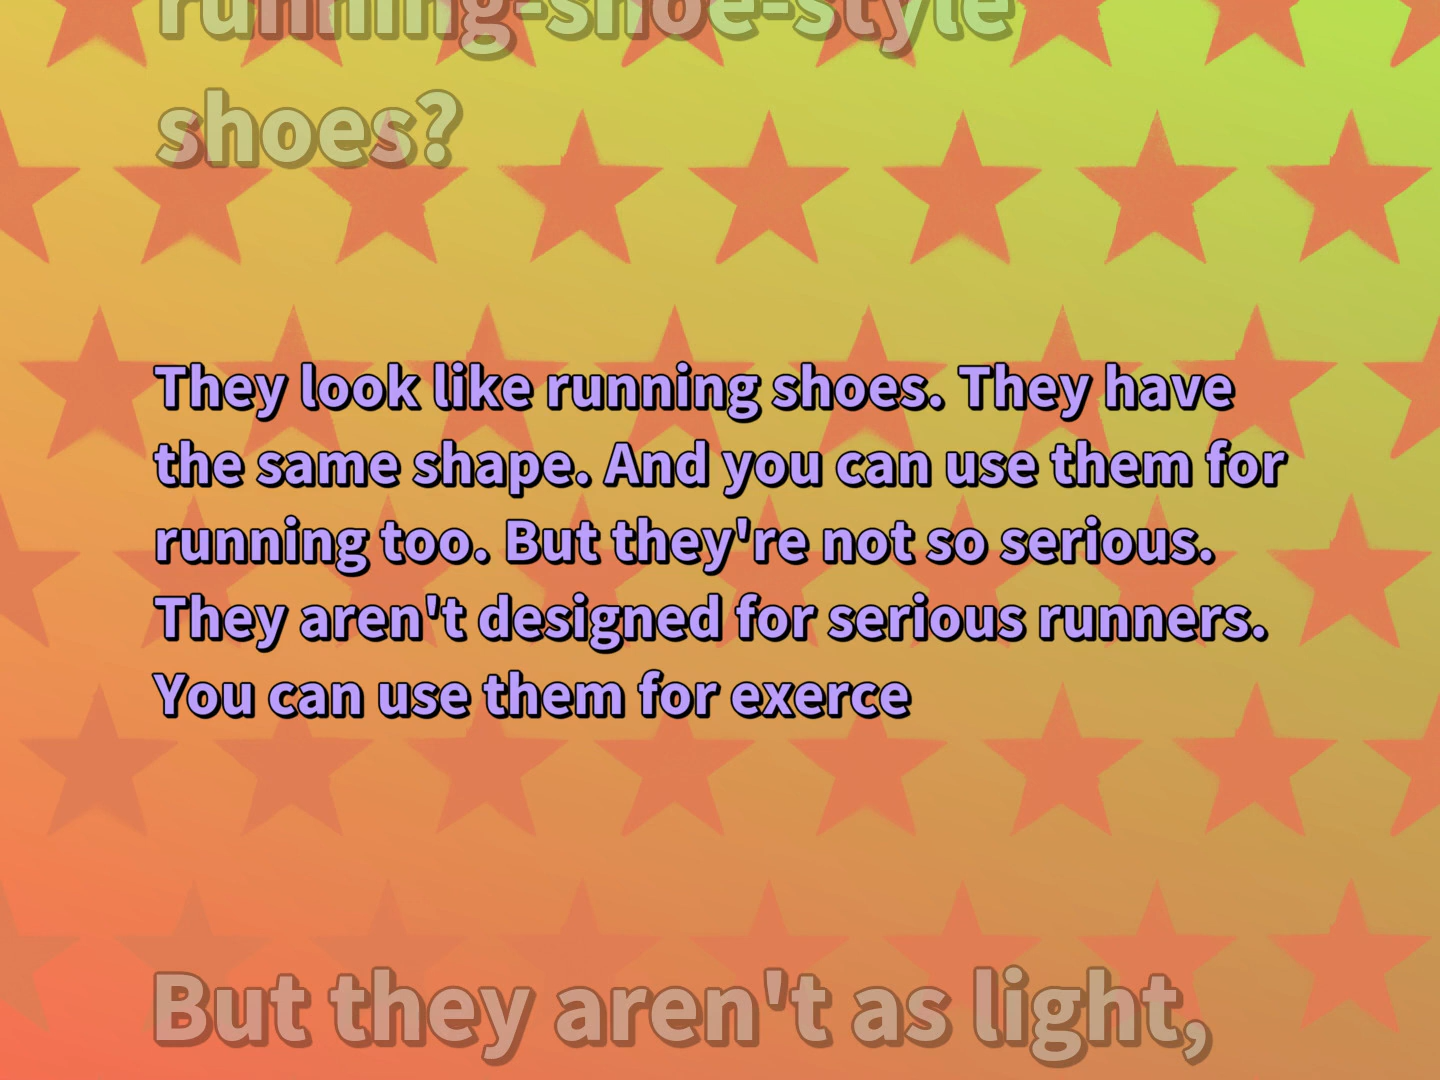 running-shoe-style
shoes?
They look like running shoes. They have
the same shape. And you can use them for
running too. But they're not so serious.
They aren't designed for serious runners.
You can use them for exerce
But they aren't as light,